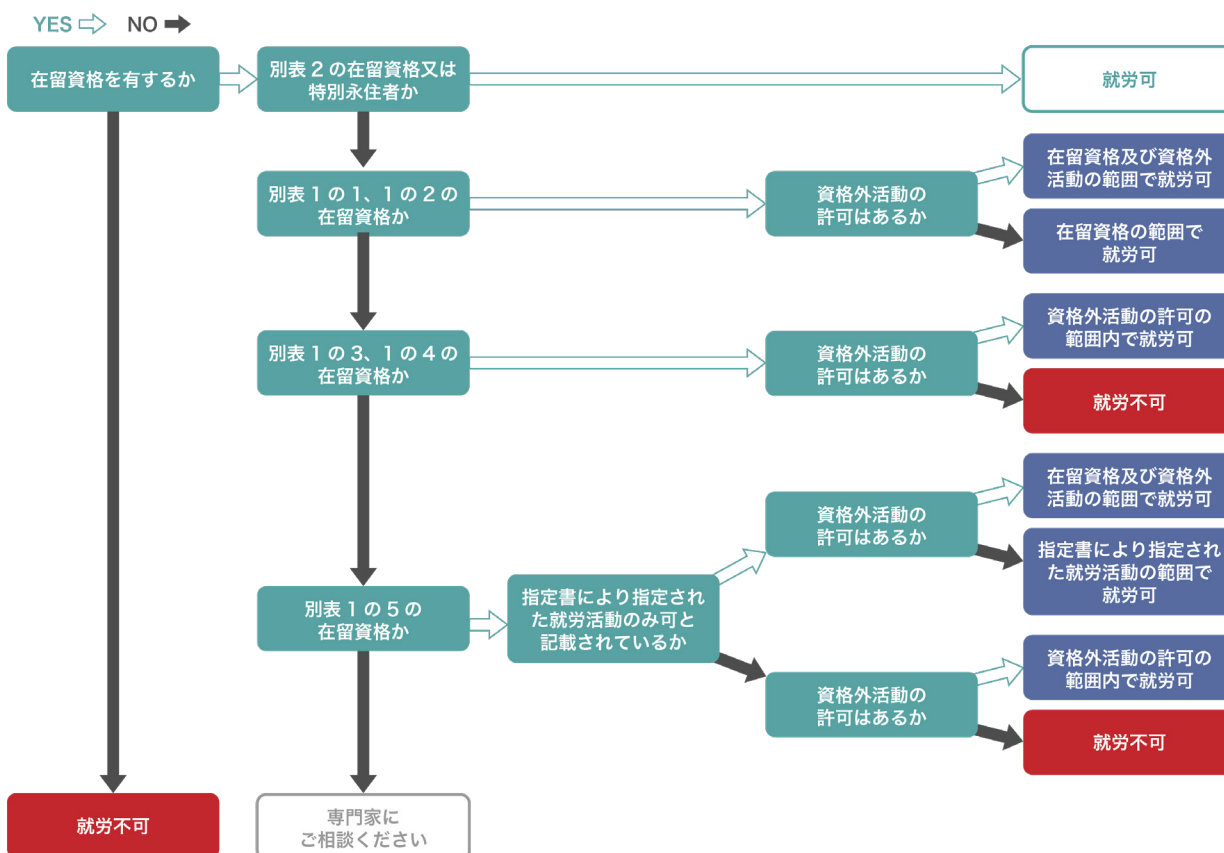 YES NO
在留資格を有するか
別表2の在留資格又は
特別永住者か
就労可
別表1の1、1の2の
在留資格か
資格外活動の
許可はあるか
在留資格及び資格外
活動の範囲で就労可
在留資格の範囲で
就労可
別表1の3、1の4の
在留資格か
資格外活動の
許可はあるか
資格外活動の許可の
範囲内で就労可
就労不可
別表1の5の
在留資格か
指定書により指定され
た就労活動のみ可と
記載されているか
資格外活動の
許可はあるか
在留資格及び資格外
活動の範囲で就労可
指定書により指定され
た就労活動の範囲で
就労可
資格外活動の
許可はあるか
資格外活動の許可の
範囲内で就労可
就労不可
就労不可
専門家に
ご相談ください